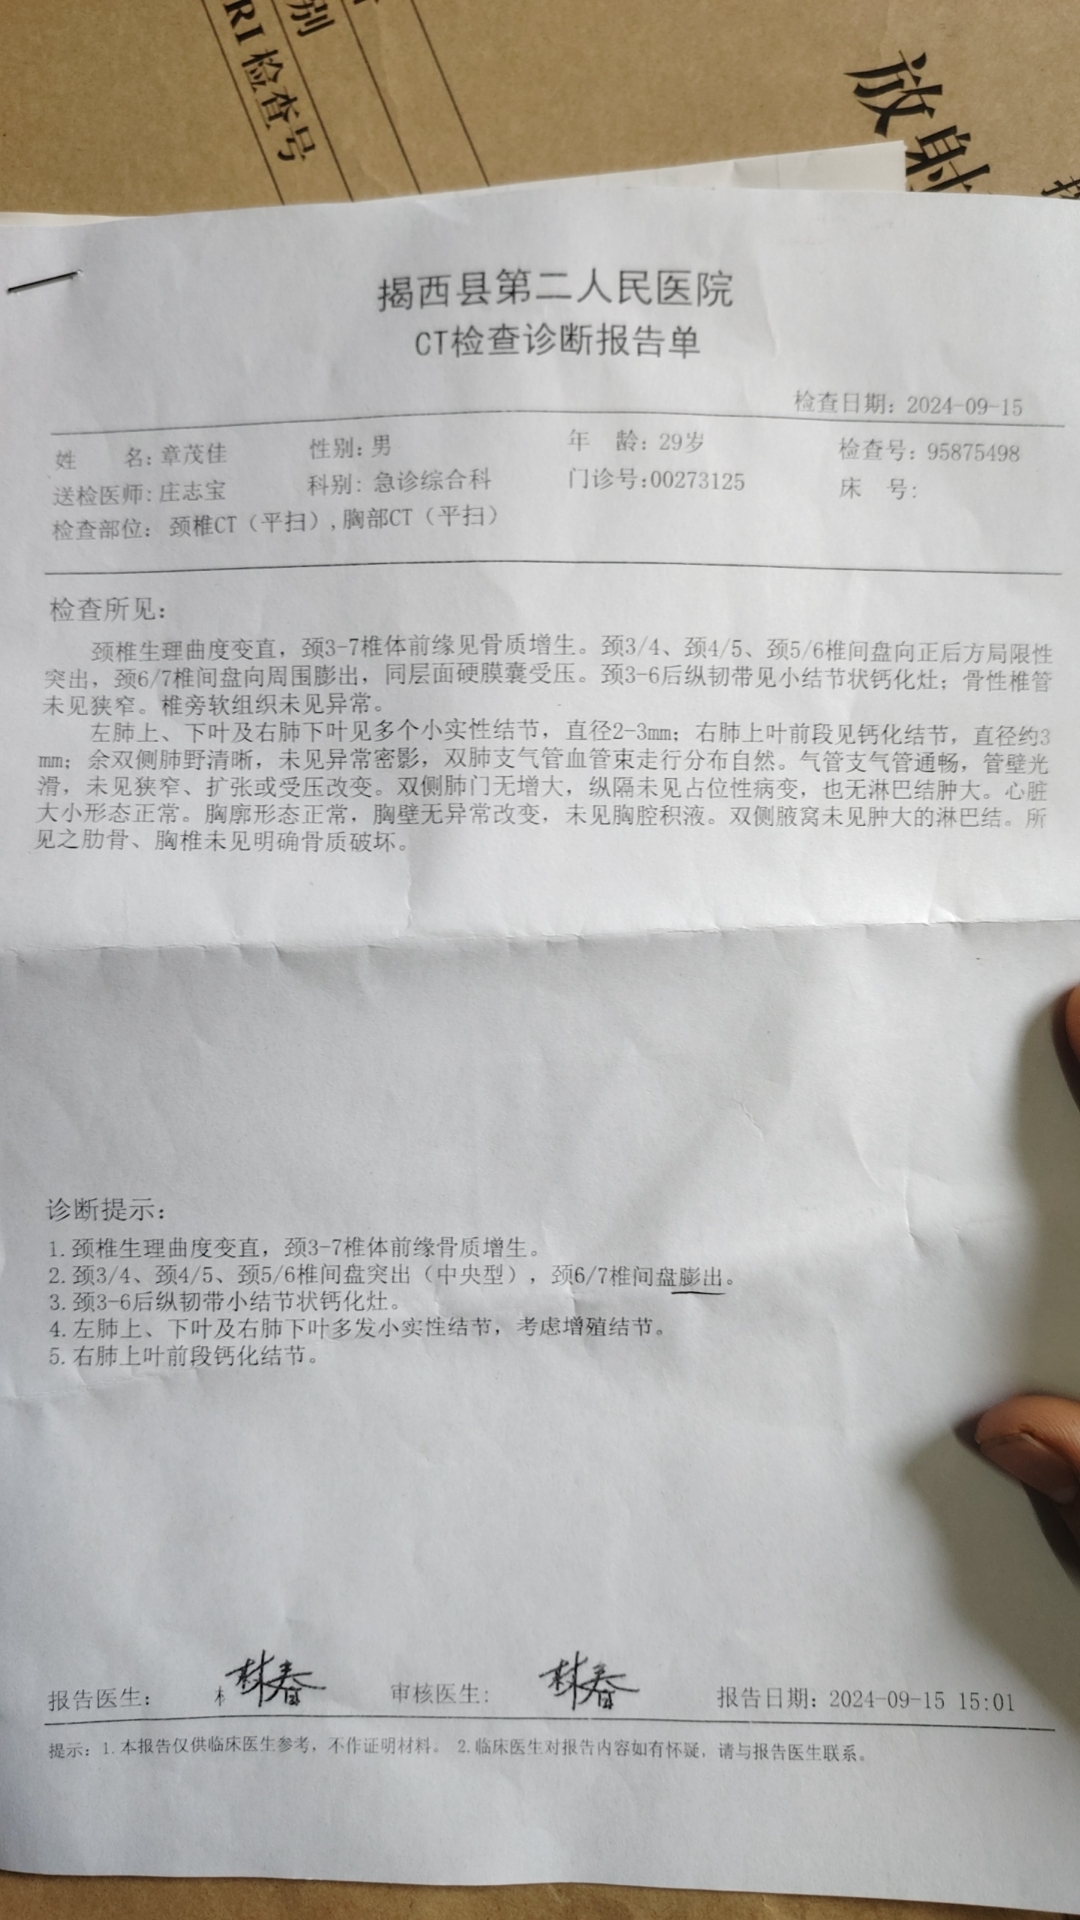 别
RI 检查号
放射
揭西县第二人民医院
CT检查诊断报告单
检查日期: 2024-09-15
姓 名: 章茂佳 性别: 男 年 龄: 29岁 检查号: 95875498
送检医师: 庄志宝 科别: 急诊综合科 门诊号:00273125 床 号:
检查部位: 颈椎CT（平扫）,胸部CT（平扫）
检查所见:
颈椎生理曲度变直，颈3-7椎体前缘见骨质增生。颈3/4、颈4/5、颈5/6椎间盘向正后方局限性
突出，颈6/7椎间盘向周围膨出，同层面硬膜囊受压。颈3-6后纵韧带见小结节状钙化灶；骨性椎管
未见狭窄。椎旁软组织未见异常。
左肺上、下叶及右肺下叶见多个小实性结节，直径2-3mm；右肺上叶前段见钙化结节，直径约3
mm；余双侧肺野清晰，未见异常密影，双肺支气管血管束走行分布自然。气管支气管通畅，管壁光
滑，未见狭窄、扩张或受压改变。双侧肺门无增大，纵隔未见占位性病变，也无淋巴结肿大。心脏
大小形态正常。胸廓形态正常，胸壁无异常改变，未见胸腔积液。双侧腋窝未见肿大的淋巴结。所
见之肋骨、胸椎未见明确骨质破坏。
诊断提示:
1.颈椎生理曲度变直，颈3-7椎体前缘骨质增生。
2.颈3/4、颈4/5、颈5/6椎间盘突出（中央型），颈6/7椎间盘膨出。
3.颈3-6后纵韧带小结节状钙化灶。
4.左肺上、下叶及右肺下叶多发小实性结节，考虑增殖结节。
5.右肺上叶前段钙化结节。
报告医生: 林春 审核医生: 林春 报告日期: 2024-09-15 15:01
提示: 1.本报告仅供临床医生参考，不作证明材料。 2.临床医生对报告内容如有怀疑，请与报告医生联系。